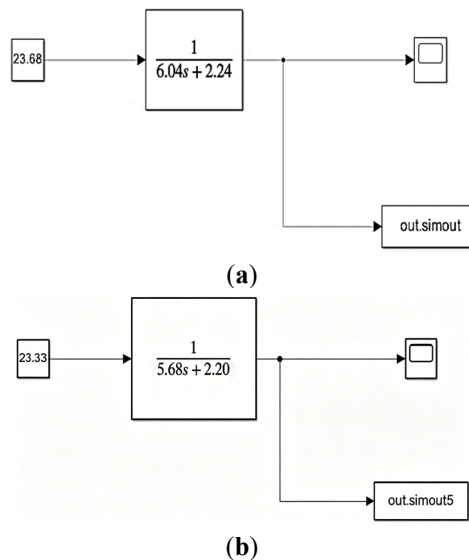 23.68
1
6.04s + 2.24
out.simout
(a)
23.33
1
5.68s + 2.20
out.simout5
(b)